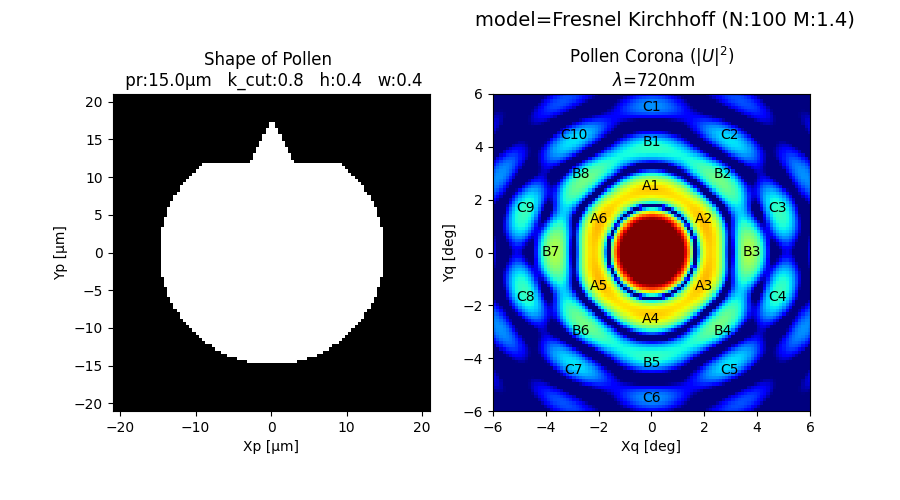 model=Fresnel Kirchhoff (N:100 M:1.4)
Shape of Pollen
pr:15.0μm k_cut:0.8 h:0.4 w:0.4
20
15
10
5
0
−5
−10
−15
−20
Yp [μm]
−20 −10 0 10 20
Xp [μm]
Pollen Corona (|U|²)
λ=720nm
6
4
2
0
−2
−4
−6
Yq [deg]
C1
C10 C2
B1
B8 B2
A1
C9 C3
A6 A2
B7 B3
A5 A3
C8 C4
A4
B6 B4
B5
C7 C5
C6
−6 −4 −2 0 2 4 6
Xq [deg]